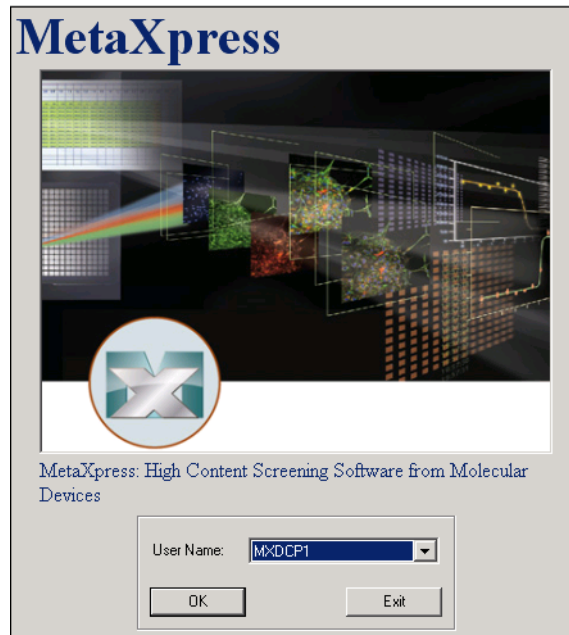 MetaXpress
MetaXpress: High Content Screening Software from Molecular
Devices
User Name: MXDCP1
OK Exit